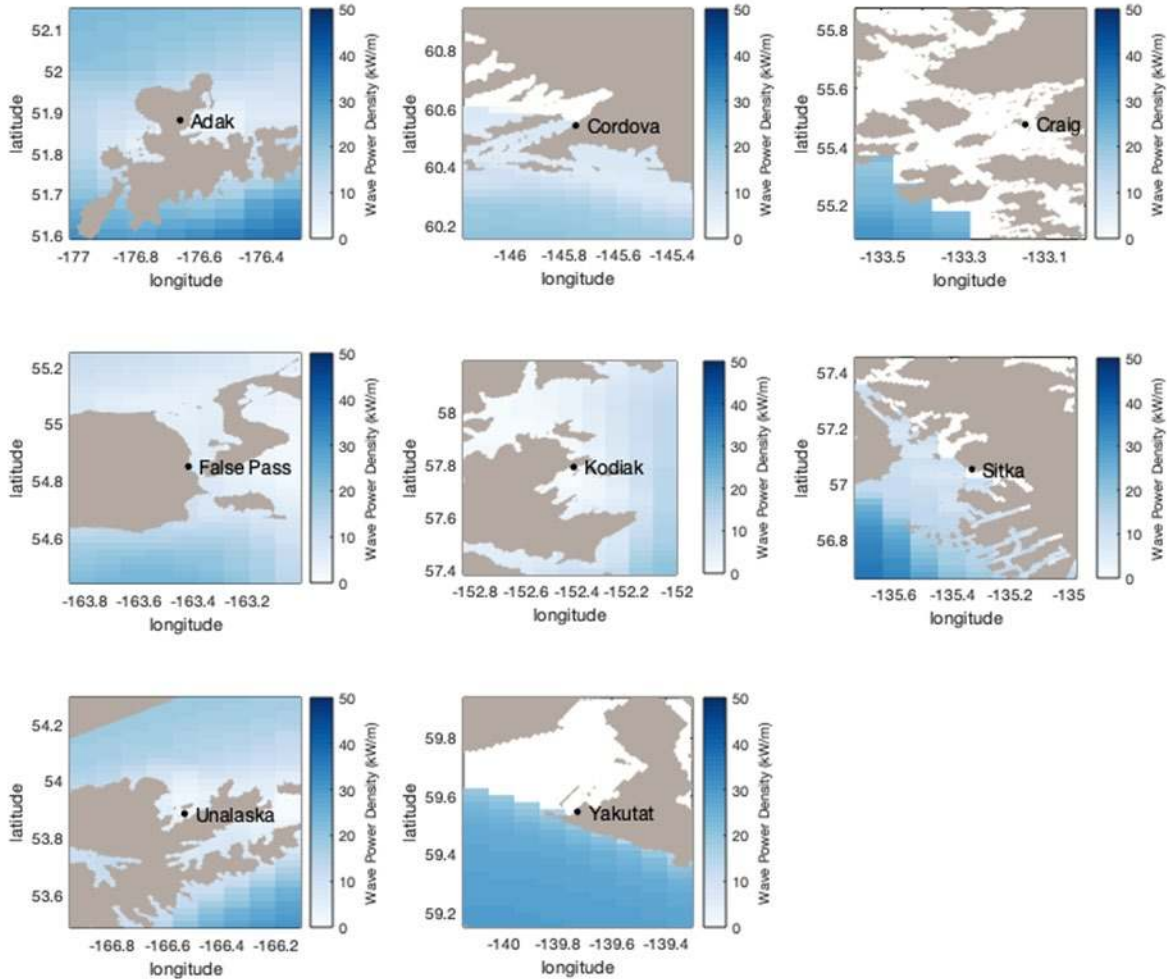 52.1
52
51.9
51.8
51.7
51.6
latitude
Adak
-177 -176.8 -176.6 -176.4
longitude
50
40
30
20
10
0
Wave Power Density (kW/m)
60.8
60.6
60.4
60.2
latitude
Cordova
-146 -145.8 -145.6 -145.4
longitude
50
40
30
20
10
0
Wave Power Density (kW/m)
55.8
55.6
55.4
55.2
latitude
Craig
-133.5 -133.3 -133.1
longitude
50
40
30
20
10
0
Wave Power Density (kW/m)
55.2
55
54.8
54.6
latitude
False Pass
-163.8 -163.6 -163.4 -163.2
longitude
50
40
30
20
10
0
Wave Power Density (kW/m)
58
57.8
57.6
57.4
latitude
Kodiak
-152.8 -152.6 -152.4 -152.2 -152
longitude
50
40
30
20
10
0
Wave Power Density (kW/m)
57.4
57.2
57
56.8
latitude
Sitka
-135.6 -135.4 -135.2 -135
longitude
50
40
30
20
10
0
Wave Power Density (kW/m)
54.2
54
53.8
53.6
latitude
Unalaska
-166.8 -166.6 -166.4 -166.2
longitude
50
40
30
20
10
0
Wave Power Density (kW/m)
59.8
59.6
59.4
59.2
latitude
Yakutat
-140 -139.8 -139.6 -139.4
longitude
50
40
30
20
10
0
Wave Power Density (kW/m)